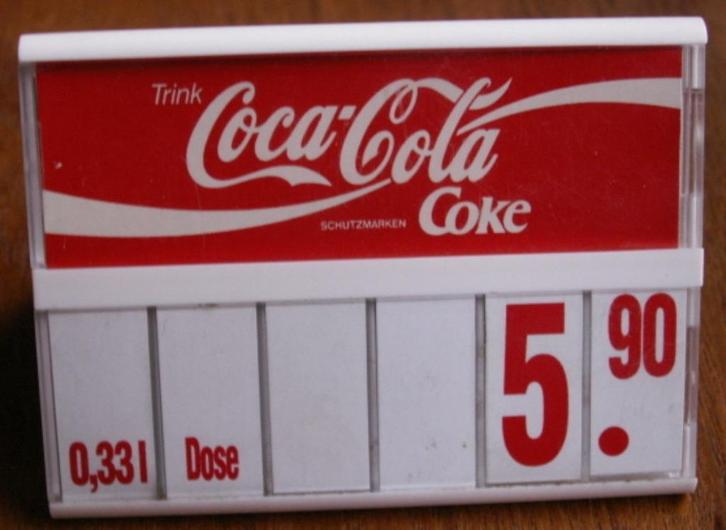 Trink
Coca-Cola
SCHUTZMARKEN Coke
0,33 l Dose 5.90